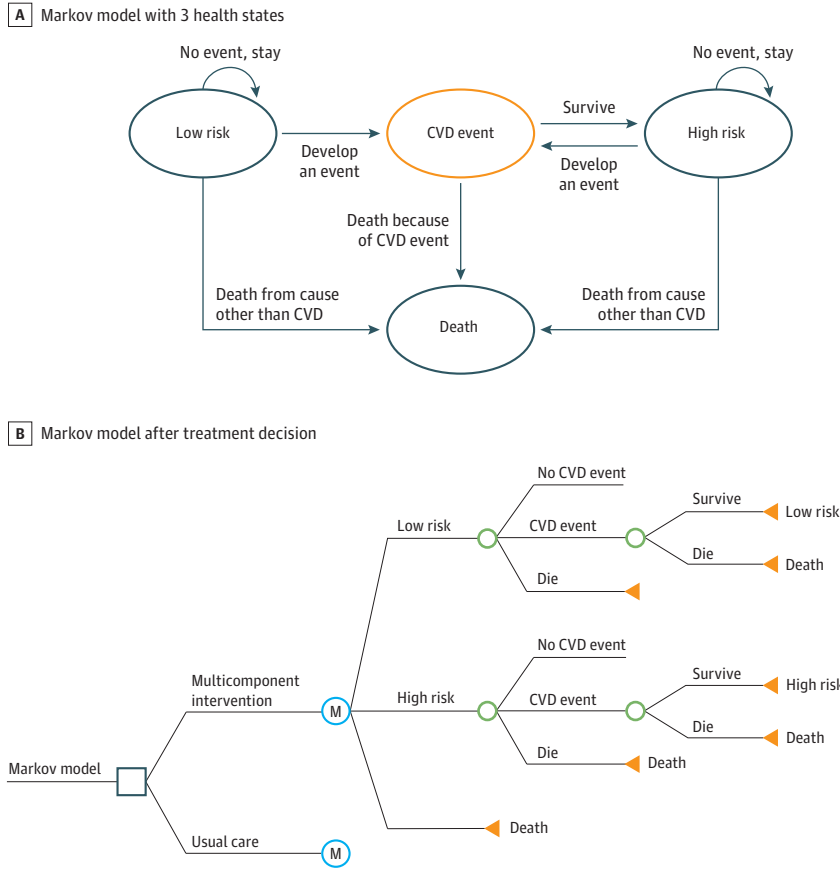 A Markov model with 3 health states
No event, stay
No event, stay
Low risk
CVD event
High risk
Survive
Develop
an event
Develop
an event
Death because
of CVD event
Death from cause
other than CVD
Death from cause
other than CVD
Death
B Markov model after treatment decision
No CVD event
Survive
Low risk
Low risk
CVD event
Die
Death
Die
No CVD event
Multicomponent
intervention
M
High risk
CVD event
Survive
High risk
Die
Death
Die
Death
Markov model
Death
Usual care
M